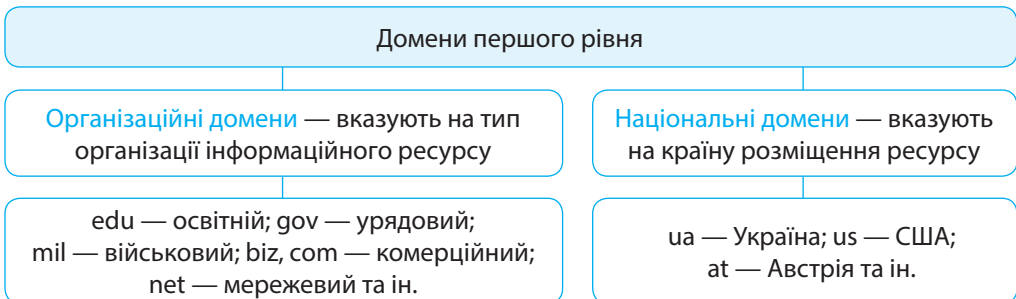 Домени першого рівня
Організаційні домени — вказують на тип
організації інформаційного ресурсу
Національні домени — вказують
на країну розміщення ресурсу
edu — освітній; gov — урядовий;
mil — військовий; biz, com — комерційний;
net — мережевий та ін.
ua — Україна; us — США;
at — Австрія та ін.